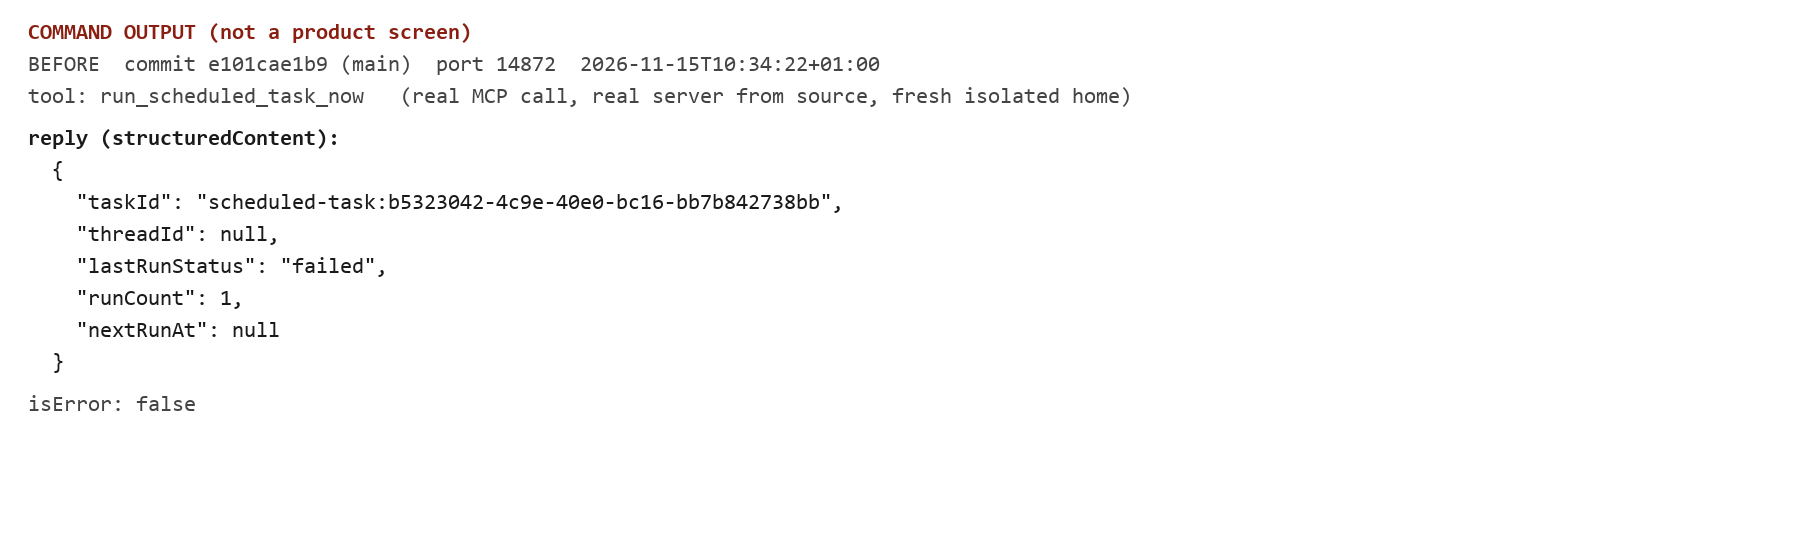 COMMAND OUTPUT (not a product screen)
BEFORE  commit e101cae1b9 (main)  port 14872  2026-11-15T10:34:22+01:00
tool: run_scheduled_task_now   (real MCP call, real server from source, fresh isolated home)
reply (structuredContent):
  {
    "taskId": "scheduled-task:b5323042-4c9e-40e0-bc16-bb7b842738bb",
    "threadId": null,
    "lastRunStatus": "failed",
    "runCount": 1,
    "nextRunAt": null
  }
isError: false